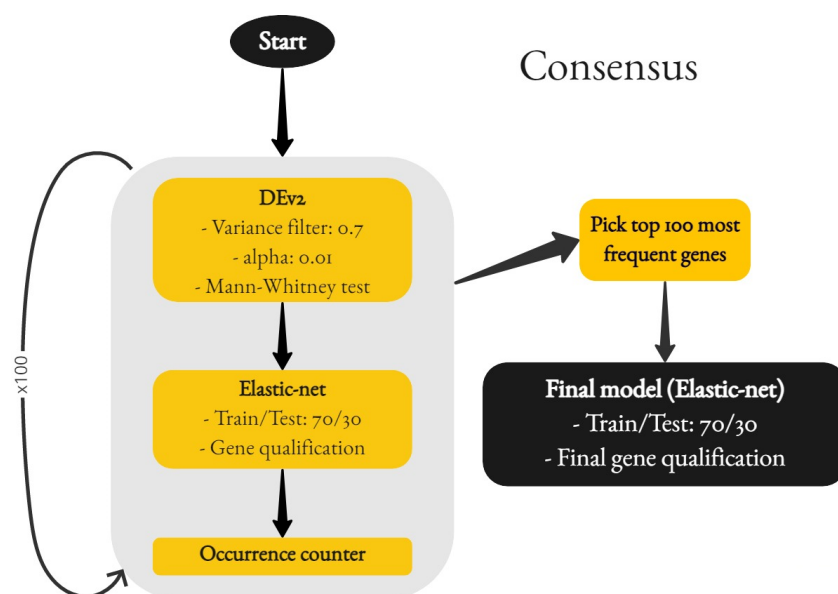 Start
Consensus
DEv2
- Variance filter: 0.7
- alpha: 0.01
- Mann-Whitney test
Pick top 100 most
frequent genes
x100
Elastic-net
- Train/Test: 70/30
- Gene qualification
Final model (Elastic-net)
- Train/Test: 70/30
- Final gene qualification
Occurrence counter